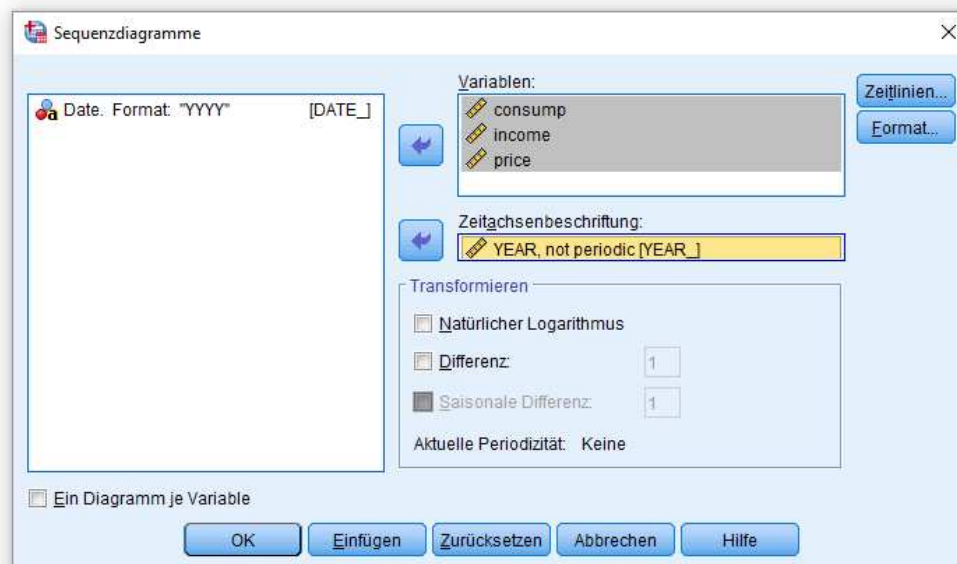 Sequenzdiagramme
Date. Format: "YYYY" [DATE_]
Variablen:
consump
income
price
Zeitlinien...
Format...
Zeitachsenbeschriftung:
YEAR, not periodic [YEAR_]
Transformieren
Natürlicher Logarithmus
Differenz: 1
Saisonale Differenz: 1
Aktuelle Periodizität: Keine
Ein Diagramm je Variable
OK Einfügen Zurücksetzen Abbrechen Hilfe